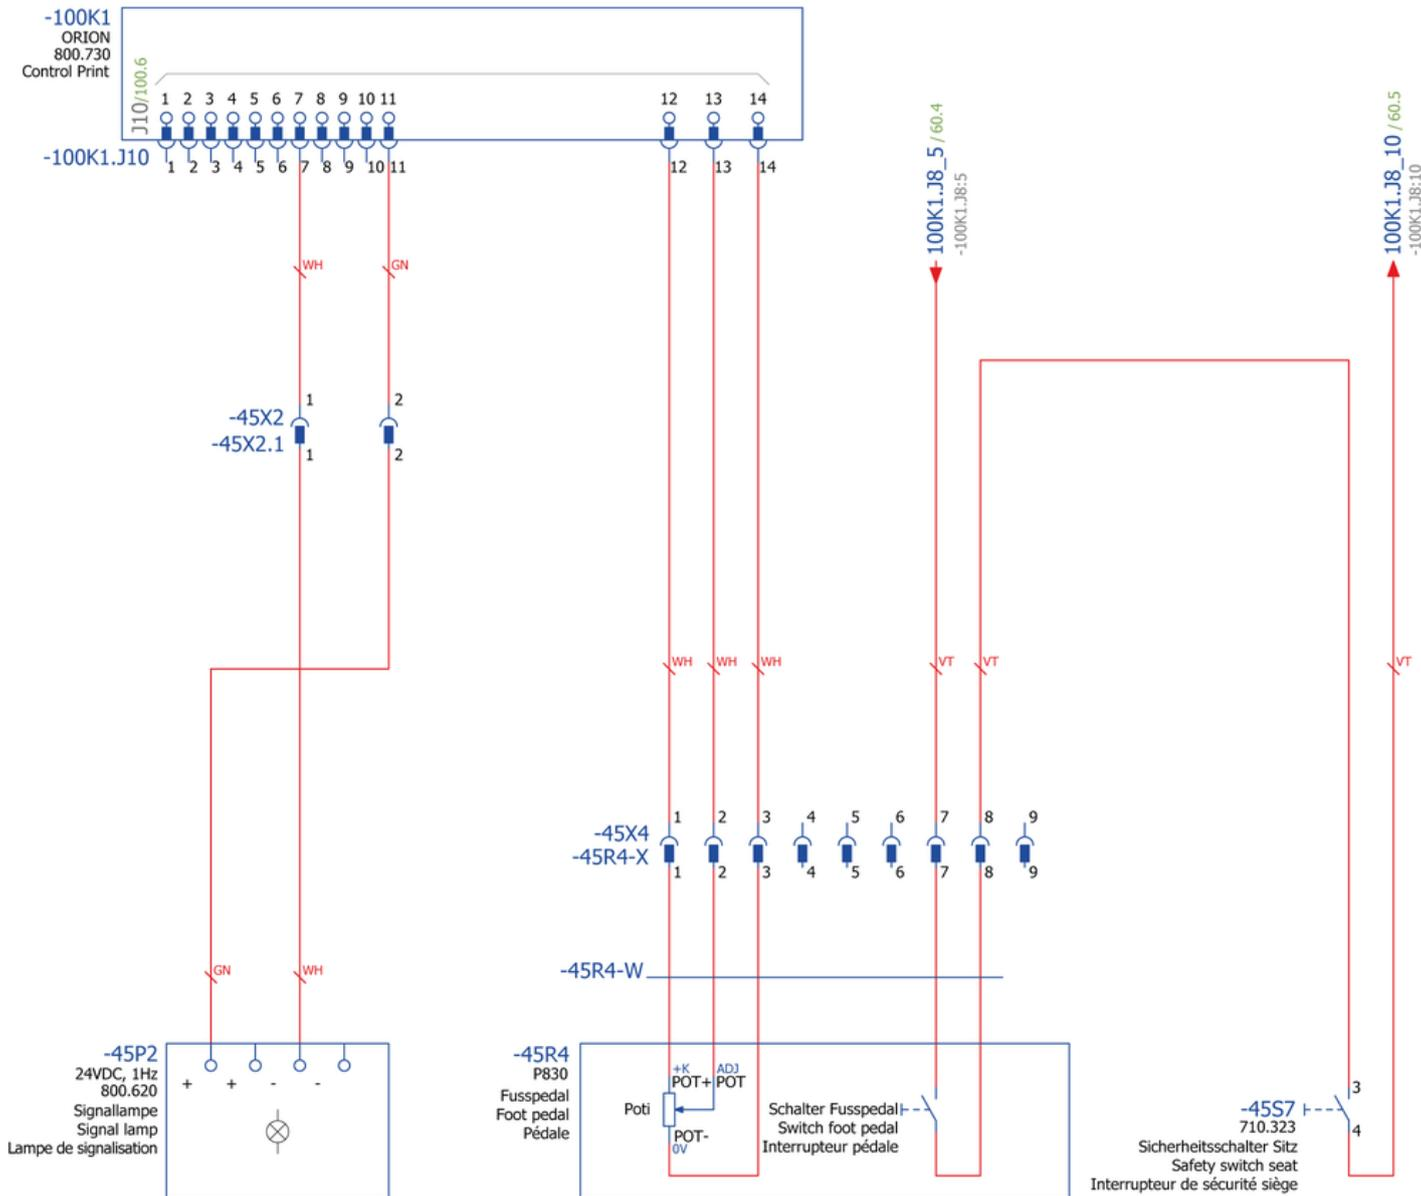 -100K1
ORION
800.730
Control Print
J10/100.6
1 2 3 4 5 6 7 8 9 10 11 12 13 14
-100K1.J10
1 2 3 4 5 6 7 8 9 10 11 12 13 14
100K1.J8_5 / 60.4
-100K1.J8:5
100K1.J8_10 / 60.5
-100K1.J8:10
WH GN
1 2
-45X2
-45X2.1
1 2
WH WH WH VT VT VT
1 2 3 4 5 6 7 8 9
-45X4
-45R4-X
1 2 3 4 5 6 7 8 9
GN WH
-45R4-W
-45P2
24VDC, 1Hz
800.620
Signallampe
Signal lamp
Lampe de signalisation
+ + - -
-45R4
P830
Fusspedal
Foot pedal
Pédale
+K ADJ
POT+ POT
Poti
POT-
0V
Schalter Fusspedal
Switch foot pedal
Interrupteur pédale
3
-45S7
710.323
4
Sicherheitsschalter Sitz
Safety switch seat
Interrupteur de sécurité siège